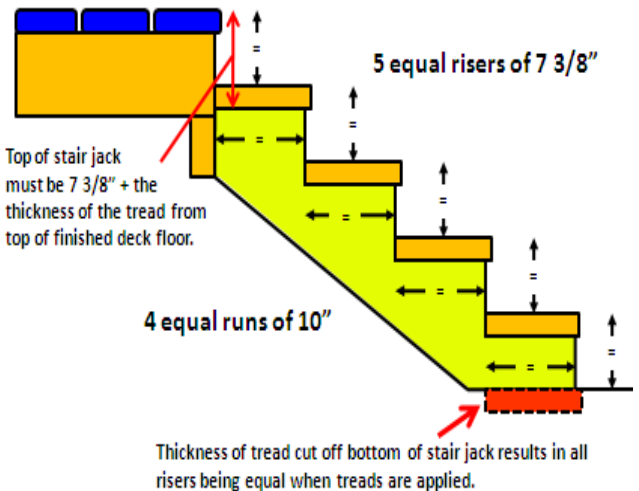 5 equal risers of 7 3/8”
=
=
=
=
=
=
=
=
=
Top of stair jack
must be 7 3/8” + the
thickness of the tread from
top of finished deck floor.
4 equal runs of 10”
Thickness of tread cut off bottom of stair jack results in all
risers being equal when treads are applied.